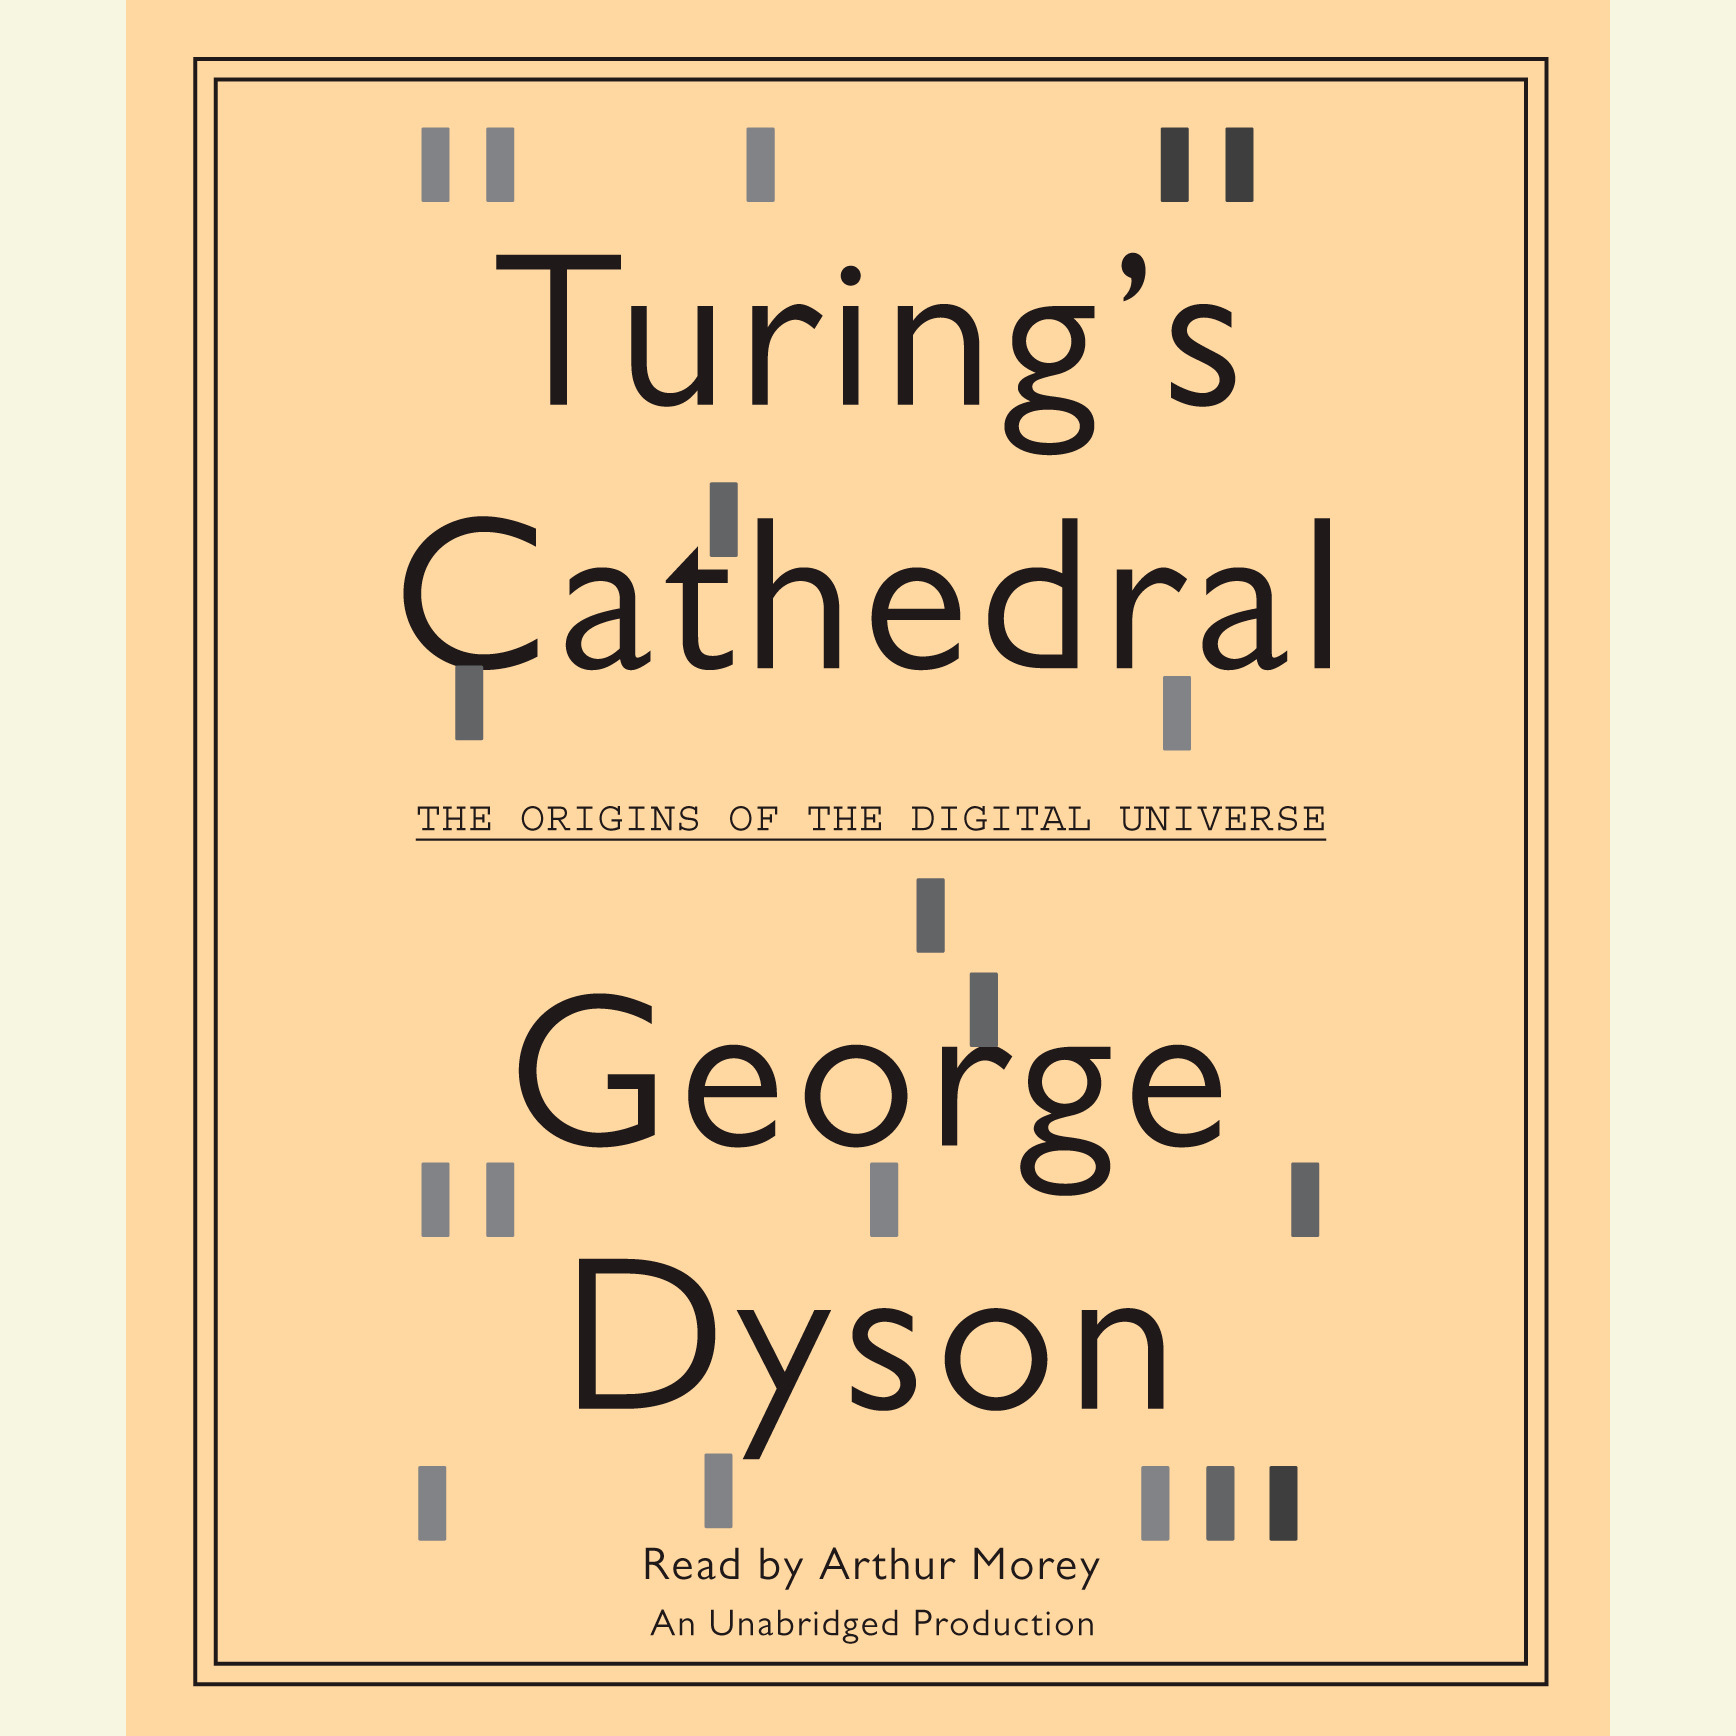 Turing’s
Cathedral
THE ORIGINS OF THE DIGITAL UNIVERSE
George
Dyson
Read by Arthur Morey
An Unabridged Production